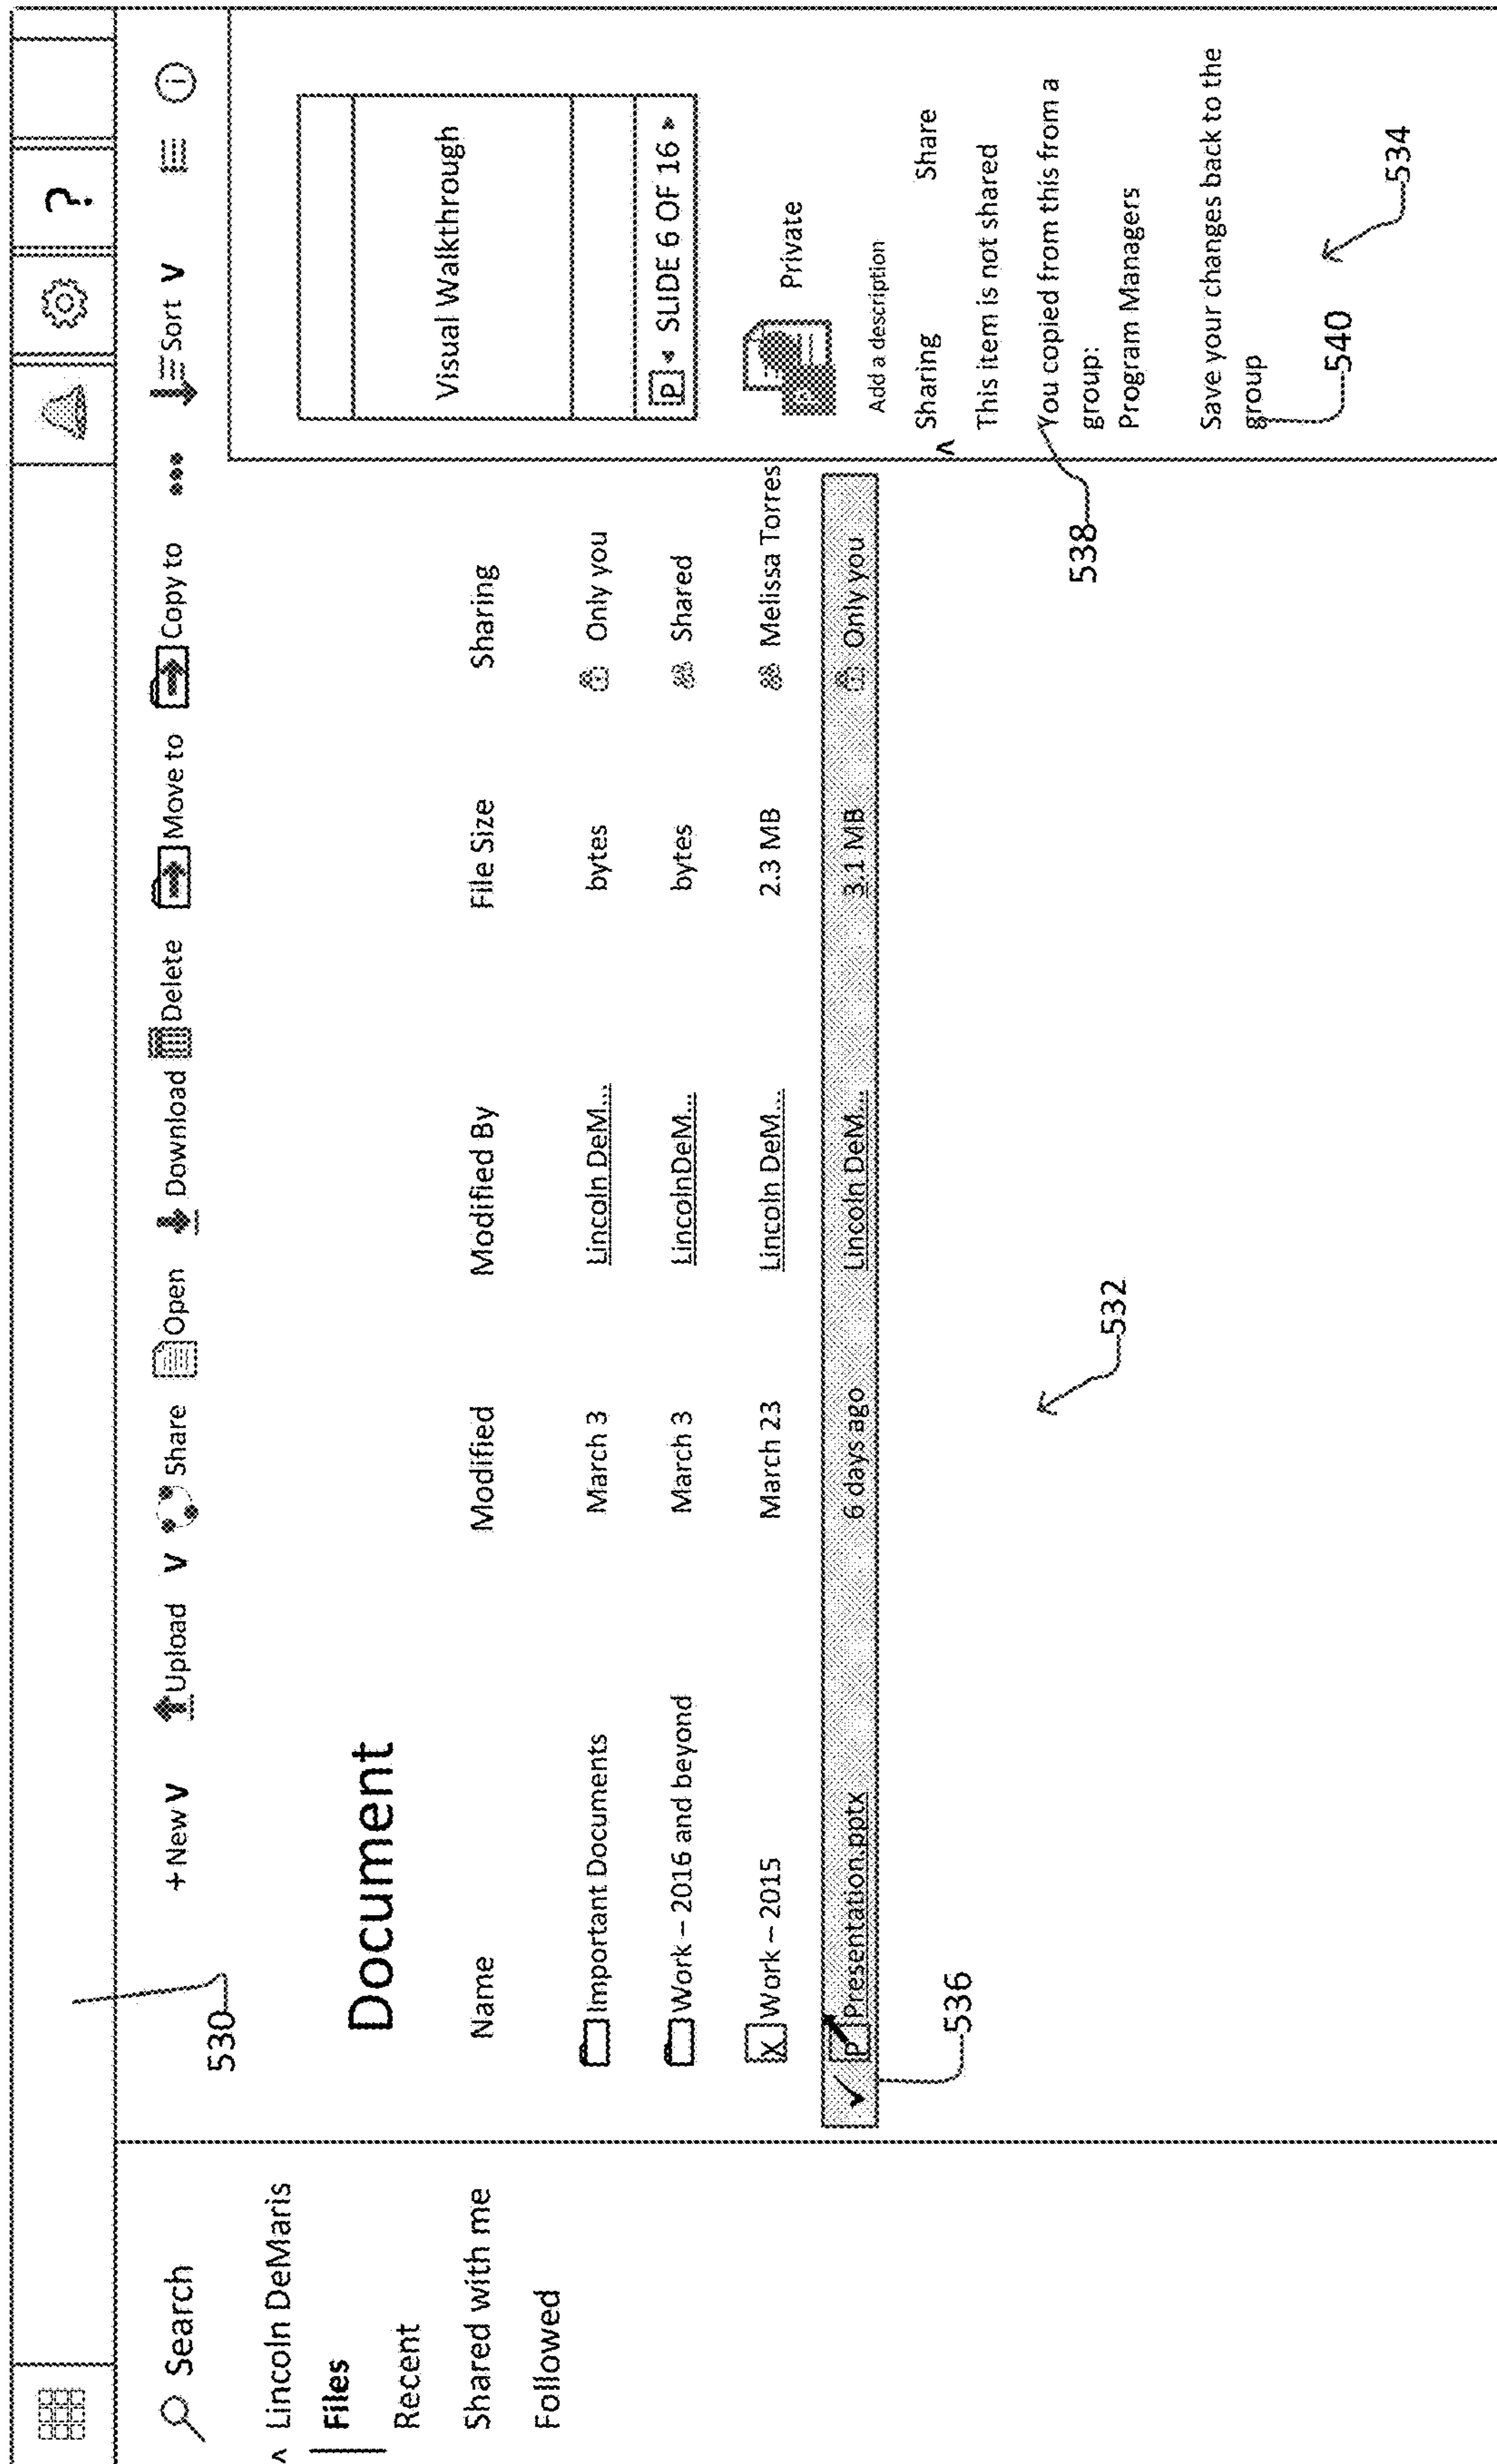 ?
Search
+ New V
Upload V
Share
Open
Download
Delete
Move to
Copy to
•••
Sort V
i
530
^ Lincoln DeMaris
Files
Recent
Shared with me
Followed
Document
Name Modified Modified By File Size Sharing
Important Documents March 3 Lincoln DeM... bytes Only you
Work – 2016 and beyond March 3 LincolnDeM... bytes Shared
X Work – 2015 March 23 Lincoln DeM... 2.3 MB Melissa Torres
✓ P Presentation.pptx 6 days ago Lincoln DeM... 3.1 MB Only you
536
532
Visual Walkthrough
P ◂ SLIDE 6 OF 16 ▸
Private
Add a description
^ Sharing Share
This item is not shared
You copied from this from a
group:
Program Managers
Save your changes back to the
group
538
540
534